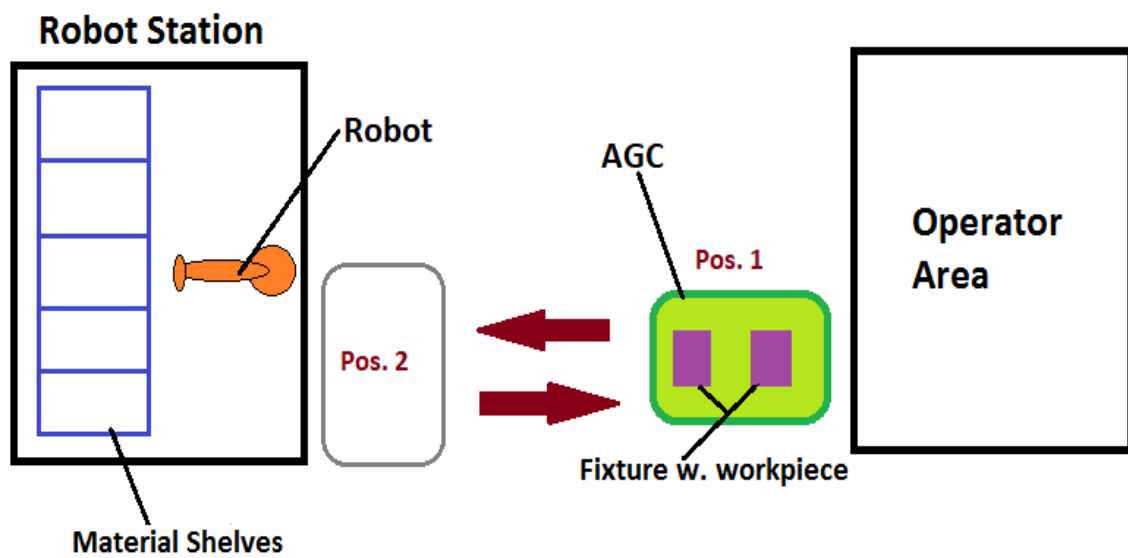 Robot Station
Robot
AGC
Pos. 1
Operator
Area
Pos. 2
Fixture w. workpiece
Material Shelves